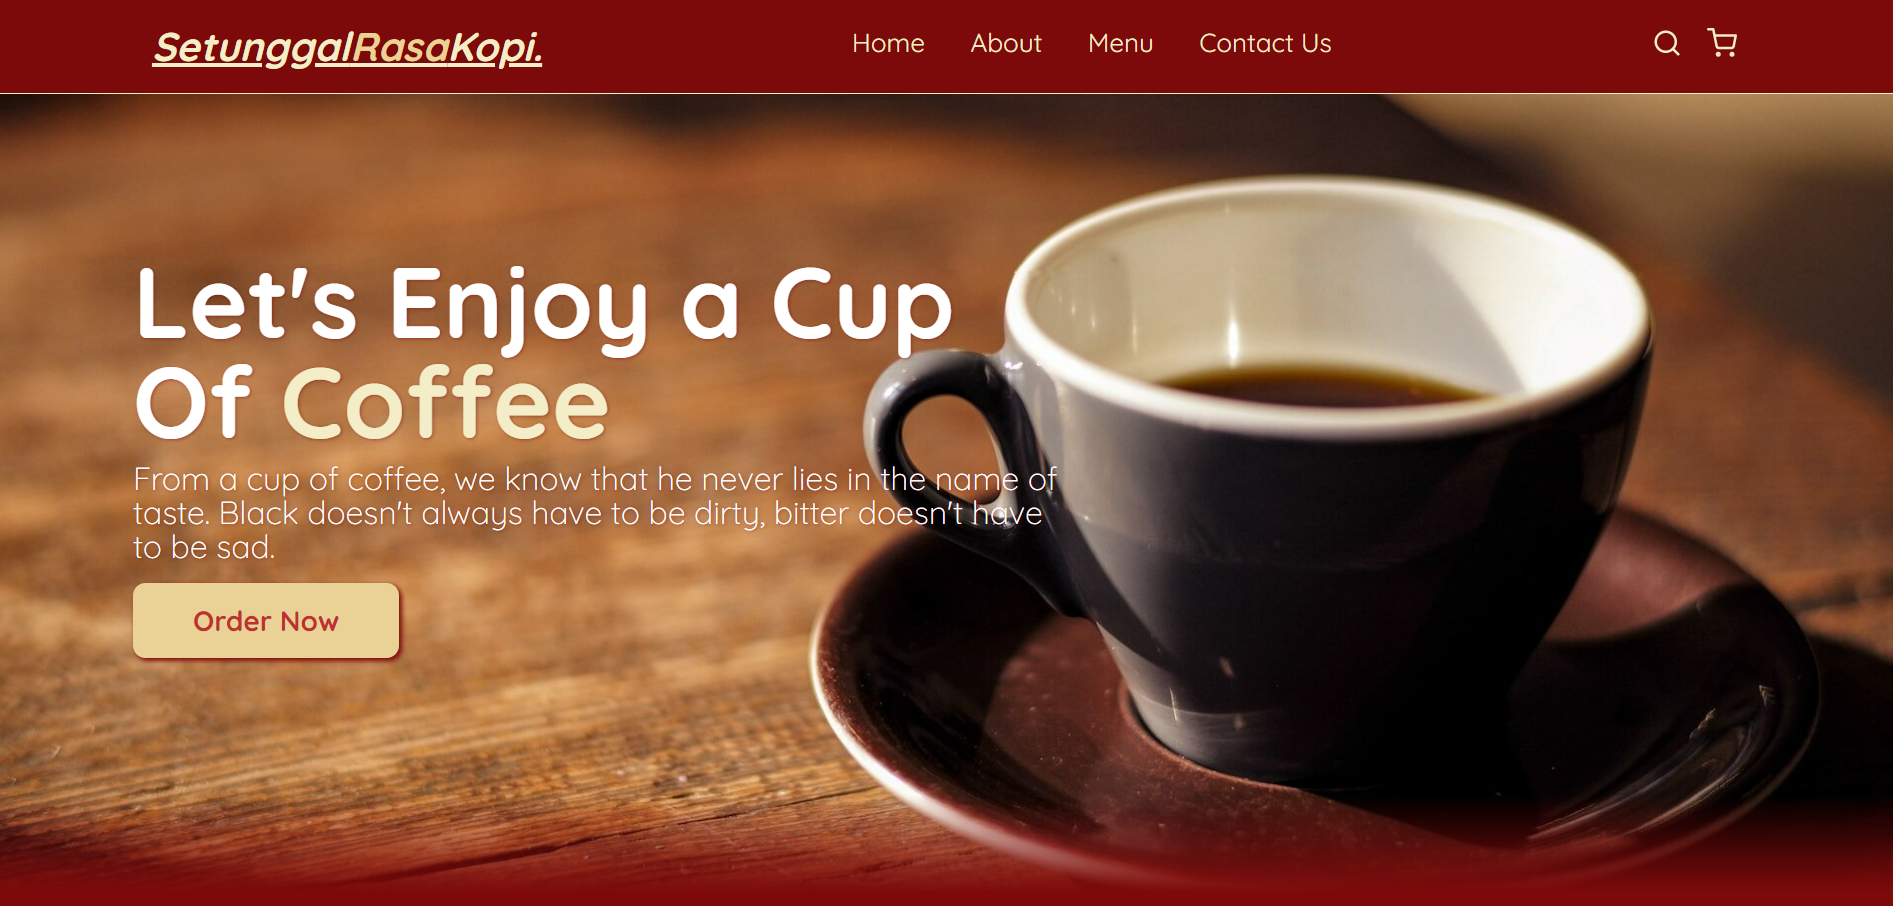 SetunggalRasaKopi.
Home About Menu Contact Us
Let's Enjoy a Cup
Of Coffee
From a cup of coffee, we know that he never lies in the name of
taste. Black doesn't always have to be dirty, bitter doesn't have
to be sad.
Order Now